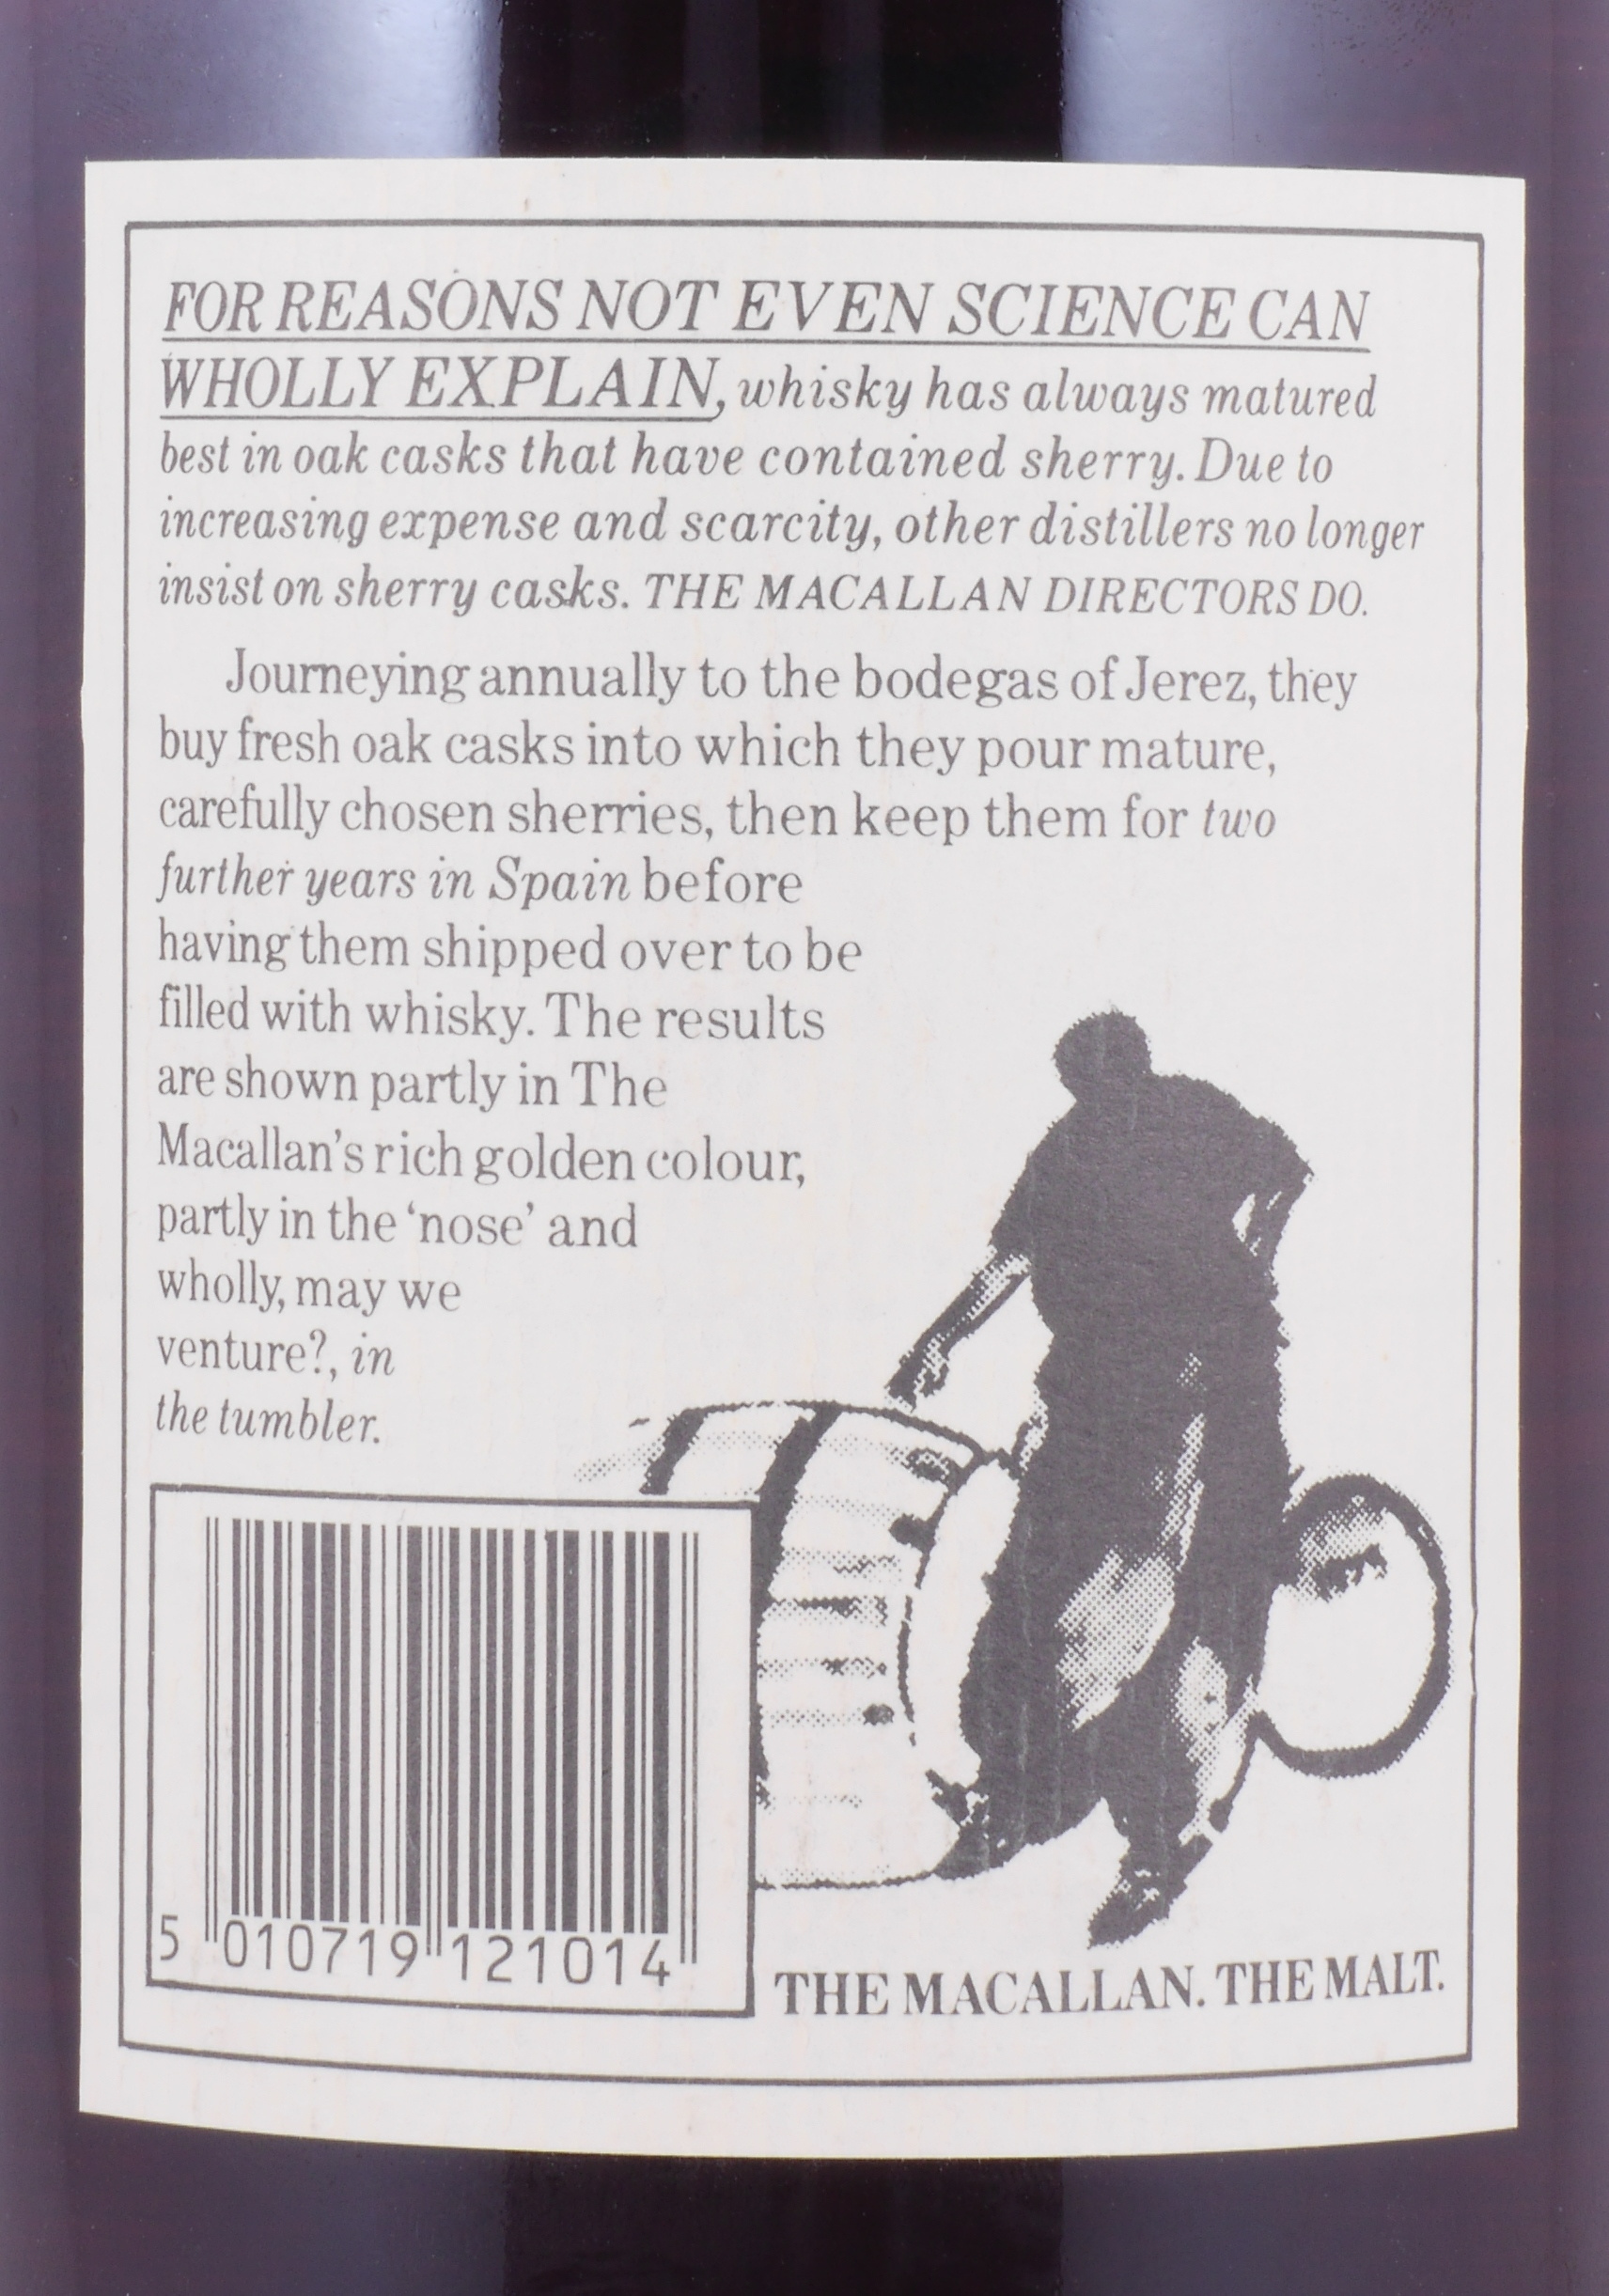 FOR REASONS NOT EVEN SCIENCE CAN
WHOLLY EXPLAIN, whisky has always matured
best in oak casks that have contained sherry. Due to
increasing expense and scarcity, other distillers no longer
insist on sherry casks. THE MACALLAN DIRECTORS DO.
Journeying annually to the bodegas of Jerez, they
buy fresh oak casks into which they pour mature,
carefully chosen sherries, then keep them for two
further years in Spain before
having them shipped over to be
filled with whisky. The results
are shown partly in The
Macallan's rich golden colour,
partly in the ‘nose’ and
wholly, may we
venture?, in
the tumbler.
5 010719 121014
THE MACALLAN. THE MALT.